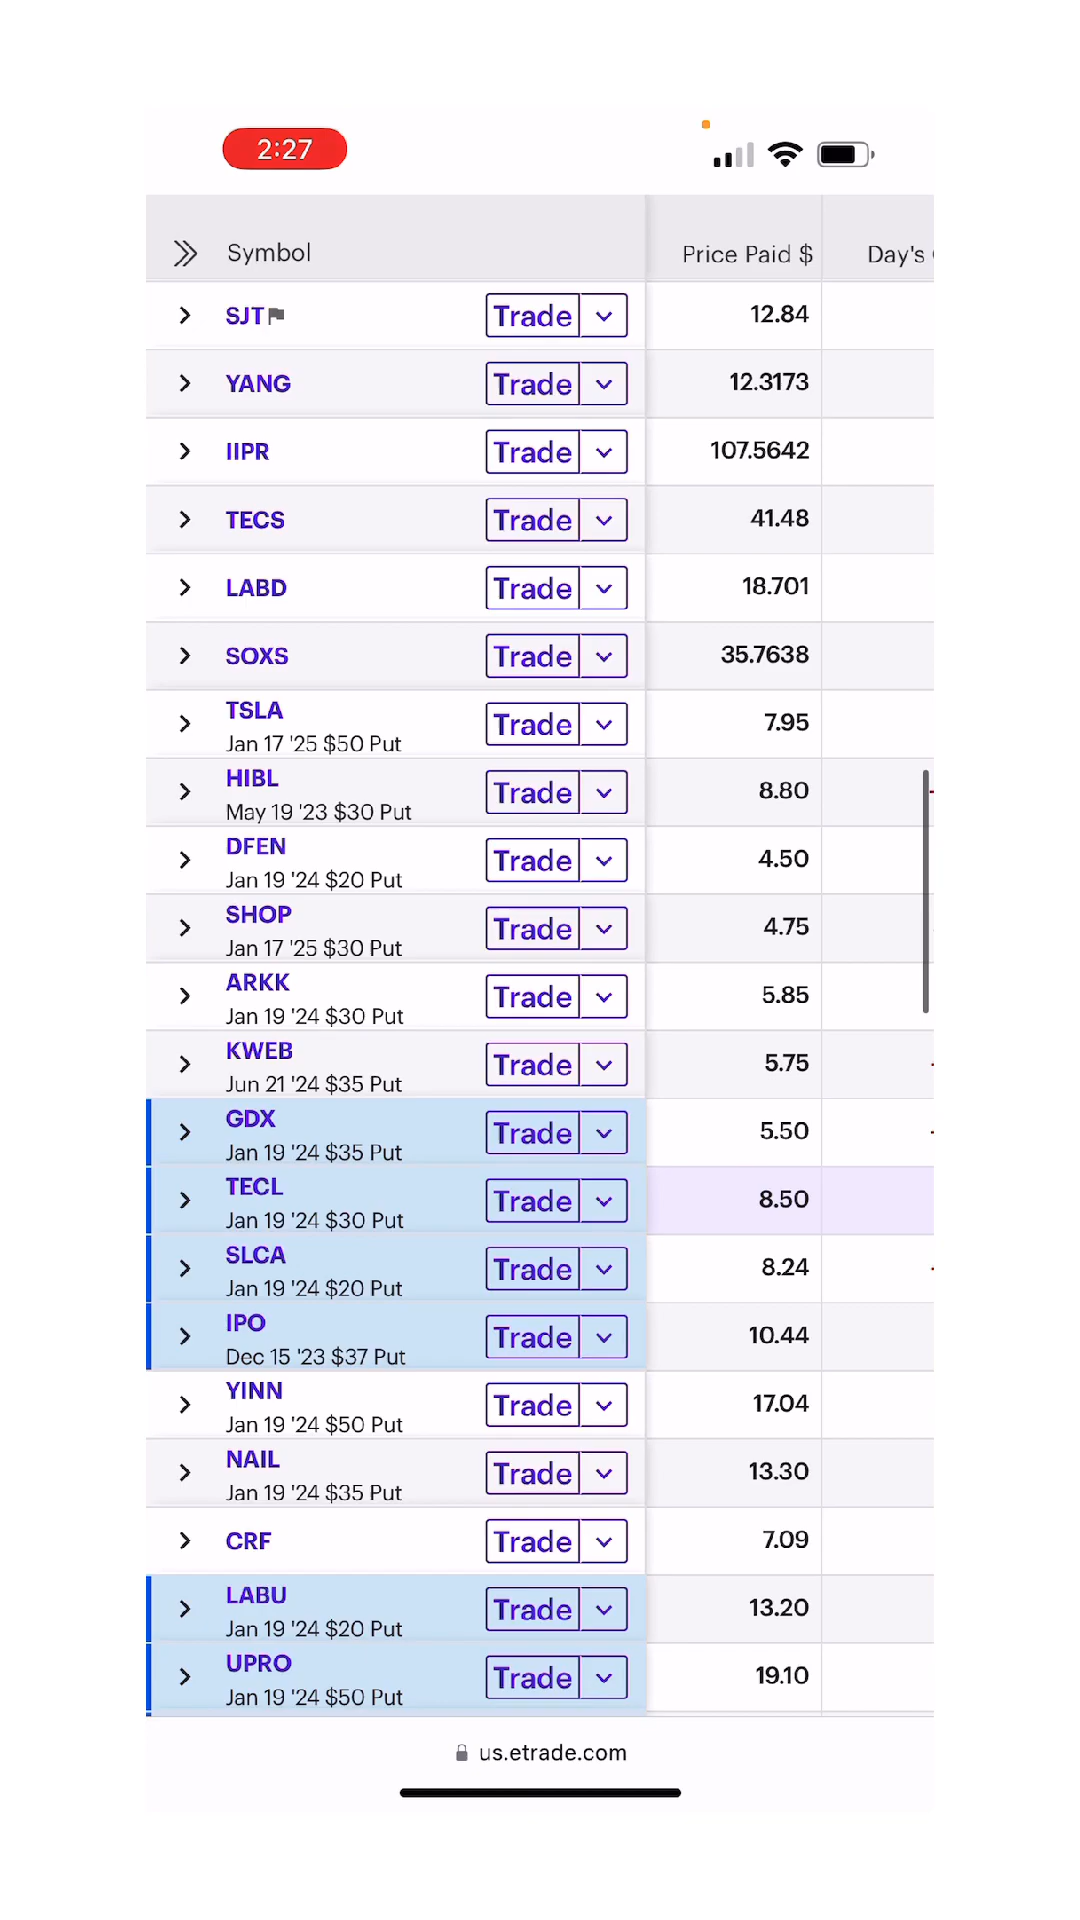 2:27
Symbol Price Paid $ Day's
SJT Trade 12.84
YANG Trade 12.3173
IIPR Trade 107.5642
TECS Trade 41.48
LABD Trade 18.701
SOXS Trade 35.7638
TSLA
Jan 17 '25 $50 Put Trade 7.95
HIBL
May 19 '23 $30 Put Trade 8.80
DFEN
Jan 19 '24 $20 Put Trade 4.50
SHOP
Jan 17 '25 $30 Put Trade 4.75
ARKK
Jan 19 '24 $30 Put Trade 5.85
KWEB
Jun 21 '24 $35 Put Trade 5.75
GDX
Jan 19 '24 $35 Put Trade 5.50
TECL
Jan 19 '24 $30 Put Trade 8.50
SLCA
Jan 19 '24 $20 Put Trade 8.24
IPO
Dec 15 '23 $37 Put Trade 10.44
YINN
Jan 19 '24 $50 Put Trade 17.04
NAIL
Jan 19 '24 $35 Put Trade 13.30
CRF Trade 7.09
LABU
Jan 19 '24 $20 Put Trade 13.20
UPRO
Jan 19 '24 $50 Put Trade 19.10
us.etrade.com